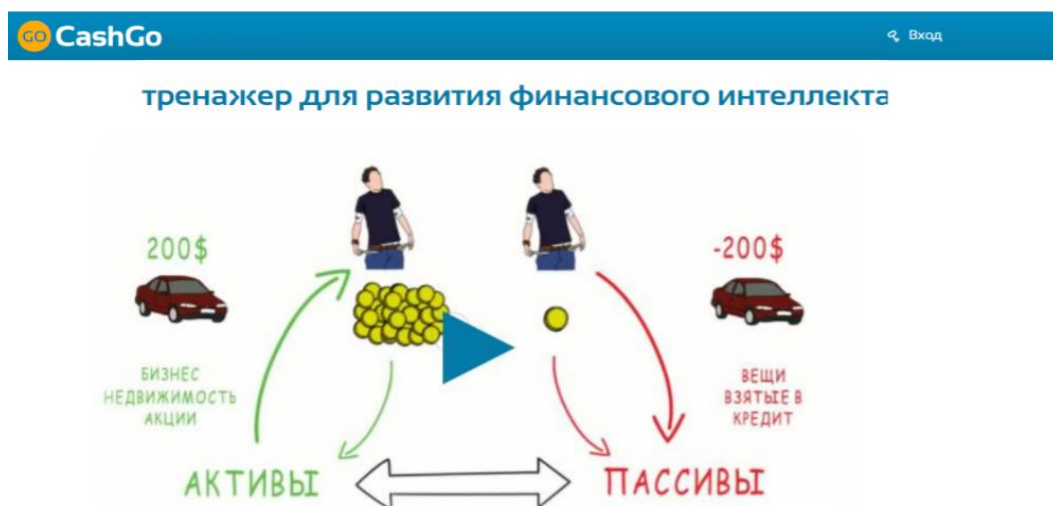 GO CashGo
Вход
тренажер для развития финансового интеллекта
200$
-200$
БИЗНЕС
НЕДВИЖИМОСТЬ
АКЦИИ
ВЕЩИ
ВЗЯТЫЕ В
КРЕДИТ
АКТИВЫ
ПАССИВЫ